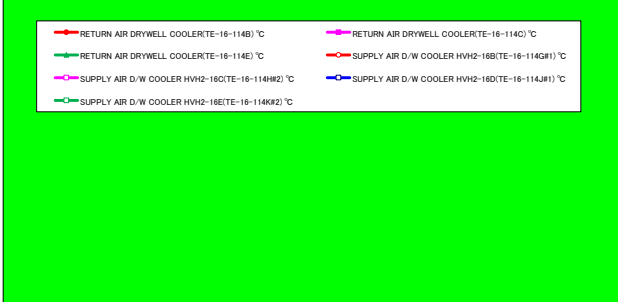 RETURN AIR DRYWELL COOLER(TE-16-114B) ℃
RETURN AIR DRYWELL COOLER(TE-16-114C) ℃
RETURN AIR DRYWELL COOLER(TE-16-114E) ℃
SUPPLY AIR D/W COOLER HVH2-16B(TE-16-114G#1) ℃
SUPPLY AIR D/W COOLER HVH2-16C(TE-16-114H#2) ℃
SUPPLY AIR D/W COOLER HVH2-16D(TE-16-114J#1) ℃
SUPPLY AIR D/W COOLER HVH2-16E(TE-16-114K#2) ℃